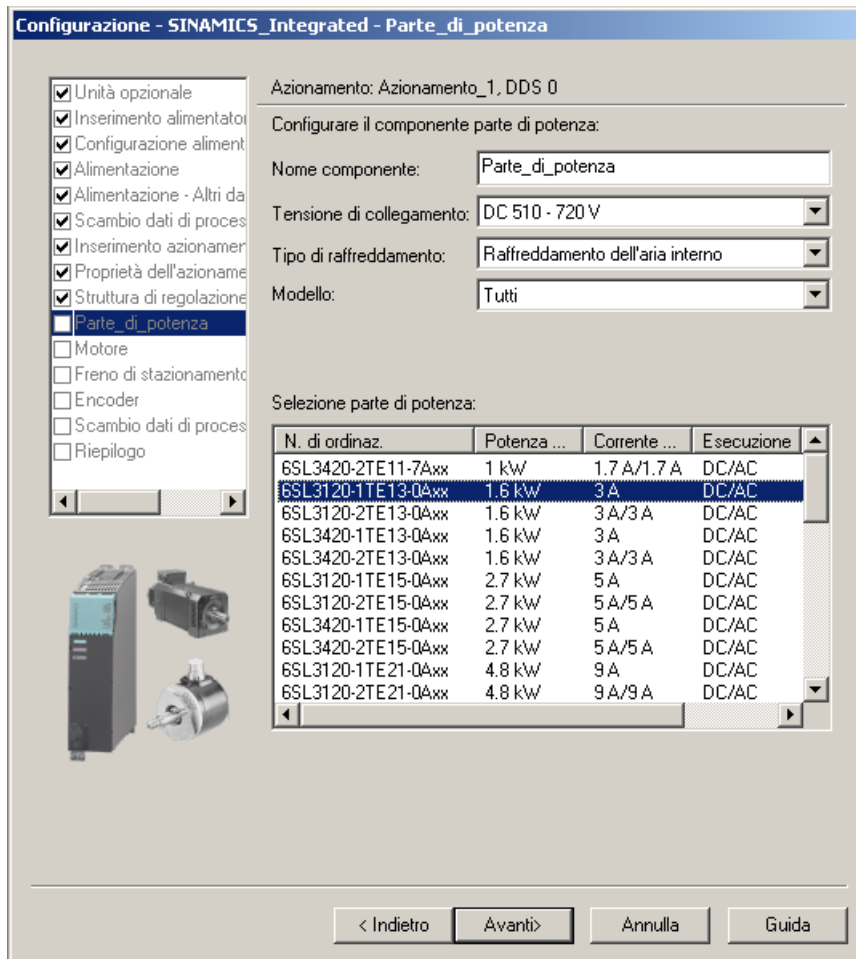 Configurazione - SINAMICS_Integrated - Parte_di_potenza
Unità opzionale
Inserimento alimentator
Configurazione aliment
Alimentazione
Alimentazione - Altri da
Scambio dati di proces
Inserimento azionamer
Proprietà dell'azioname
Struttura di regolazione
Parte_di_potenza
Motore
Freno di stazionamento
Encoder
Scambio dati di proces
Riepilogo
Azionamento: Azionamento_1, DDS 0
Configurare il componente parte di potenza:
Nome componente: Parte_di_potenza
Tensione di collegamento: DC 510 - 720 V
Tipo di raffreddamento: Raffreddamento dell'aria interno
Modello: Tutti
Selezione parte di potenza:
N. di ordinaz. Potenza ... Corrente ... Esecuzione
6SL3420-2TE11-7Axx 1 kW 1.7 A/1.7 A DC/AC
6SL3120-1TE13-0Axx 1.6 kW 3 A DC/AC
6SL3120-2TE13-0Axx 1.6 kW 3 A/3 A DC/AC
6SL3420-1TE13-0Axx 1.6 kW 3 A DC/AC
6SL3420-2TE13-0Axx 1.6 kW 3 A/3 A DC/AC
6SL3120-1TE15-0Axx 2.7 kW 5 A DC/AC
6SL3120-2TE15-0Axx 2.7 kW 5 A/5 A DC/AC
6SL3420-1TE15-0Axx 2.7 kW 5 A DC/AC
6SL3420-2TE15-0Axx 2.7 kW 5 A/5 A DC/AC
6SL3120-1TE21-0Axx 4.8 kW 9 A DC/AC
6SL3120-2TE21-0Axx 4.8 kW 9 A/9 A DC/AC
< Indietro Avanti> Annulla Guida